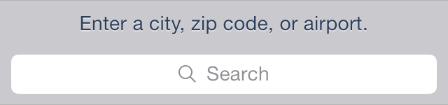 Enter a city, zip code, or airport.
Search